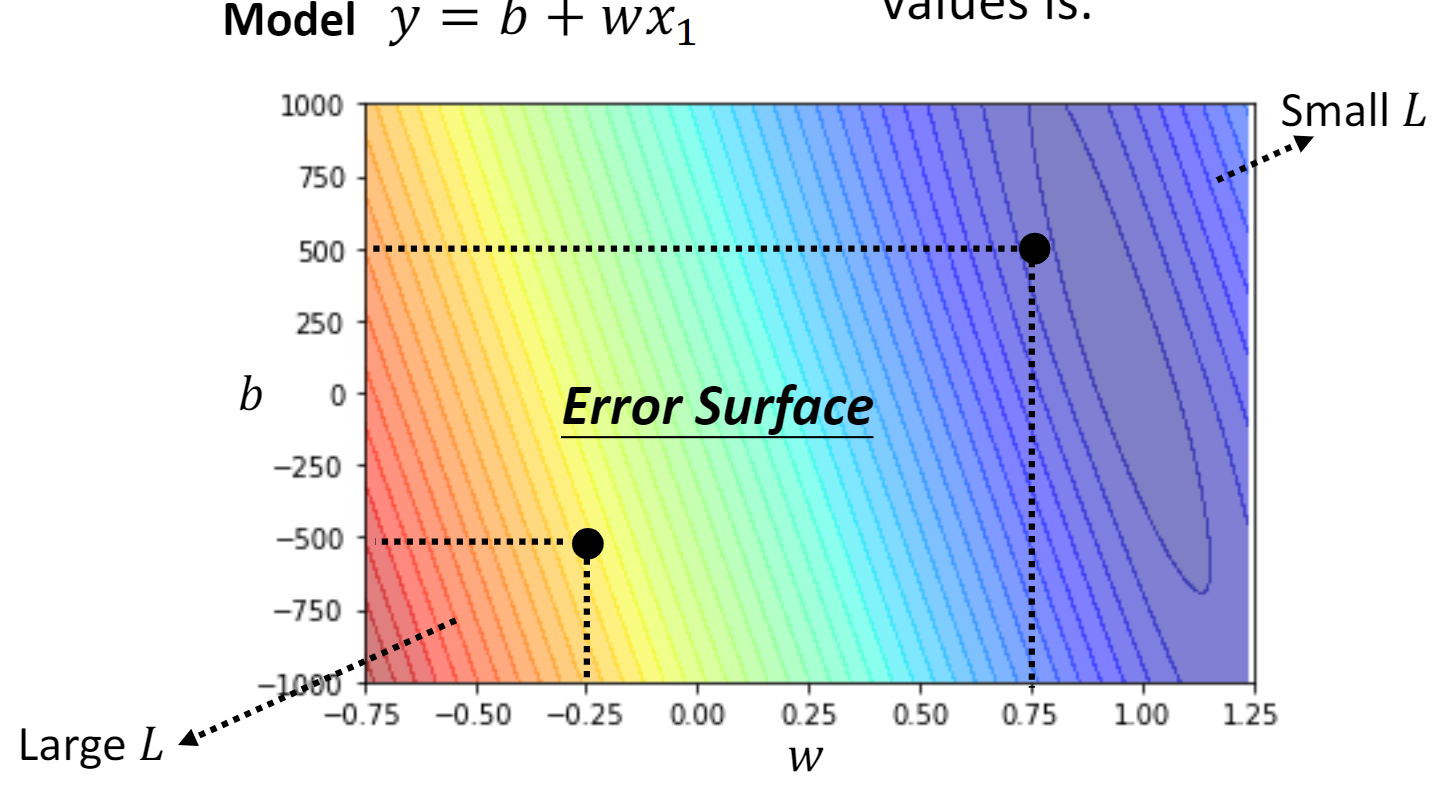 values is.
Model y = b + wx₁
Small L
1000
750
500
250
0
−250
−500
−750
−1000
b
Error Surface
Large L
−0.75 −0.50 −0.25 0.00 0.25 0.50 0.75 1.00 1.25
w